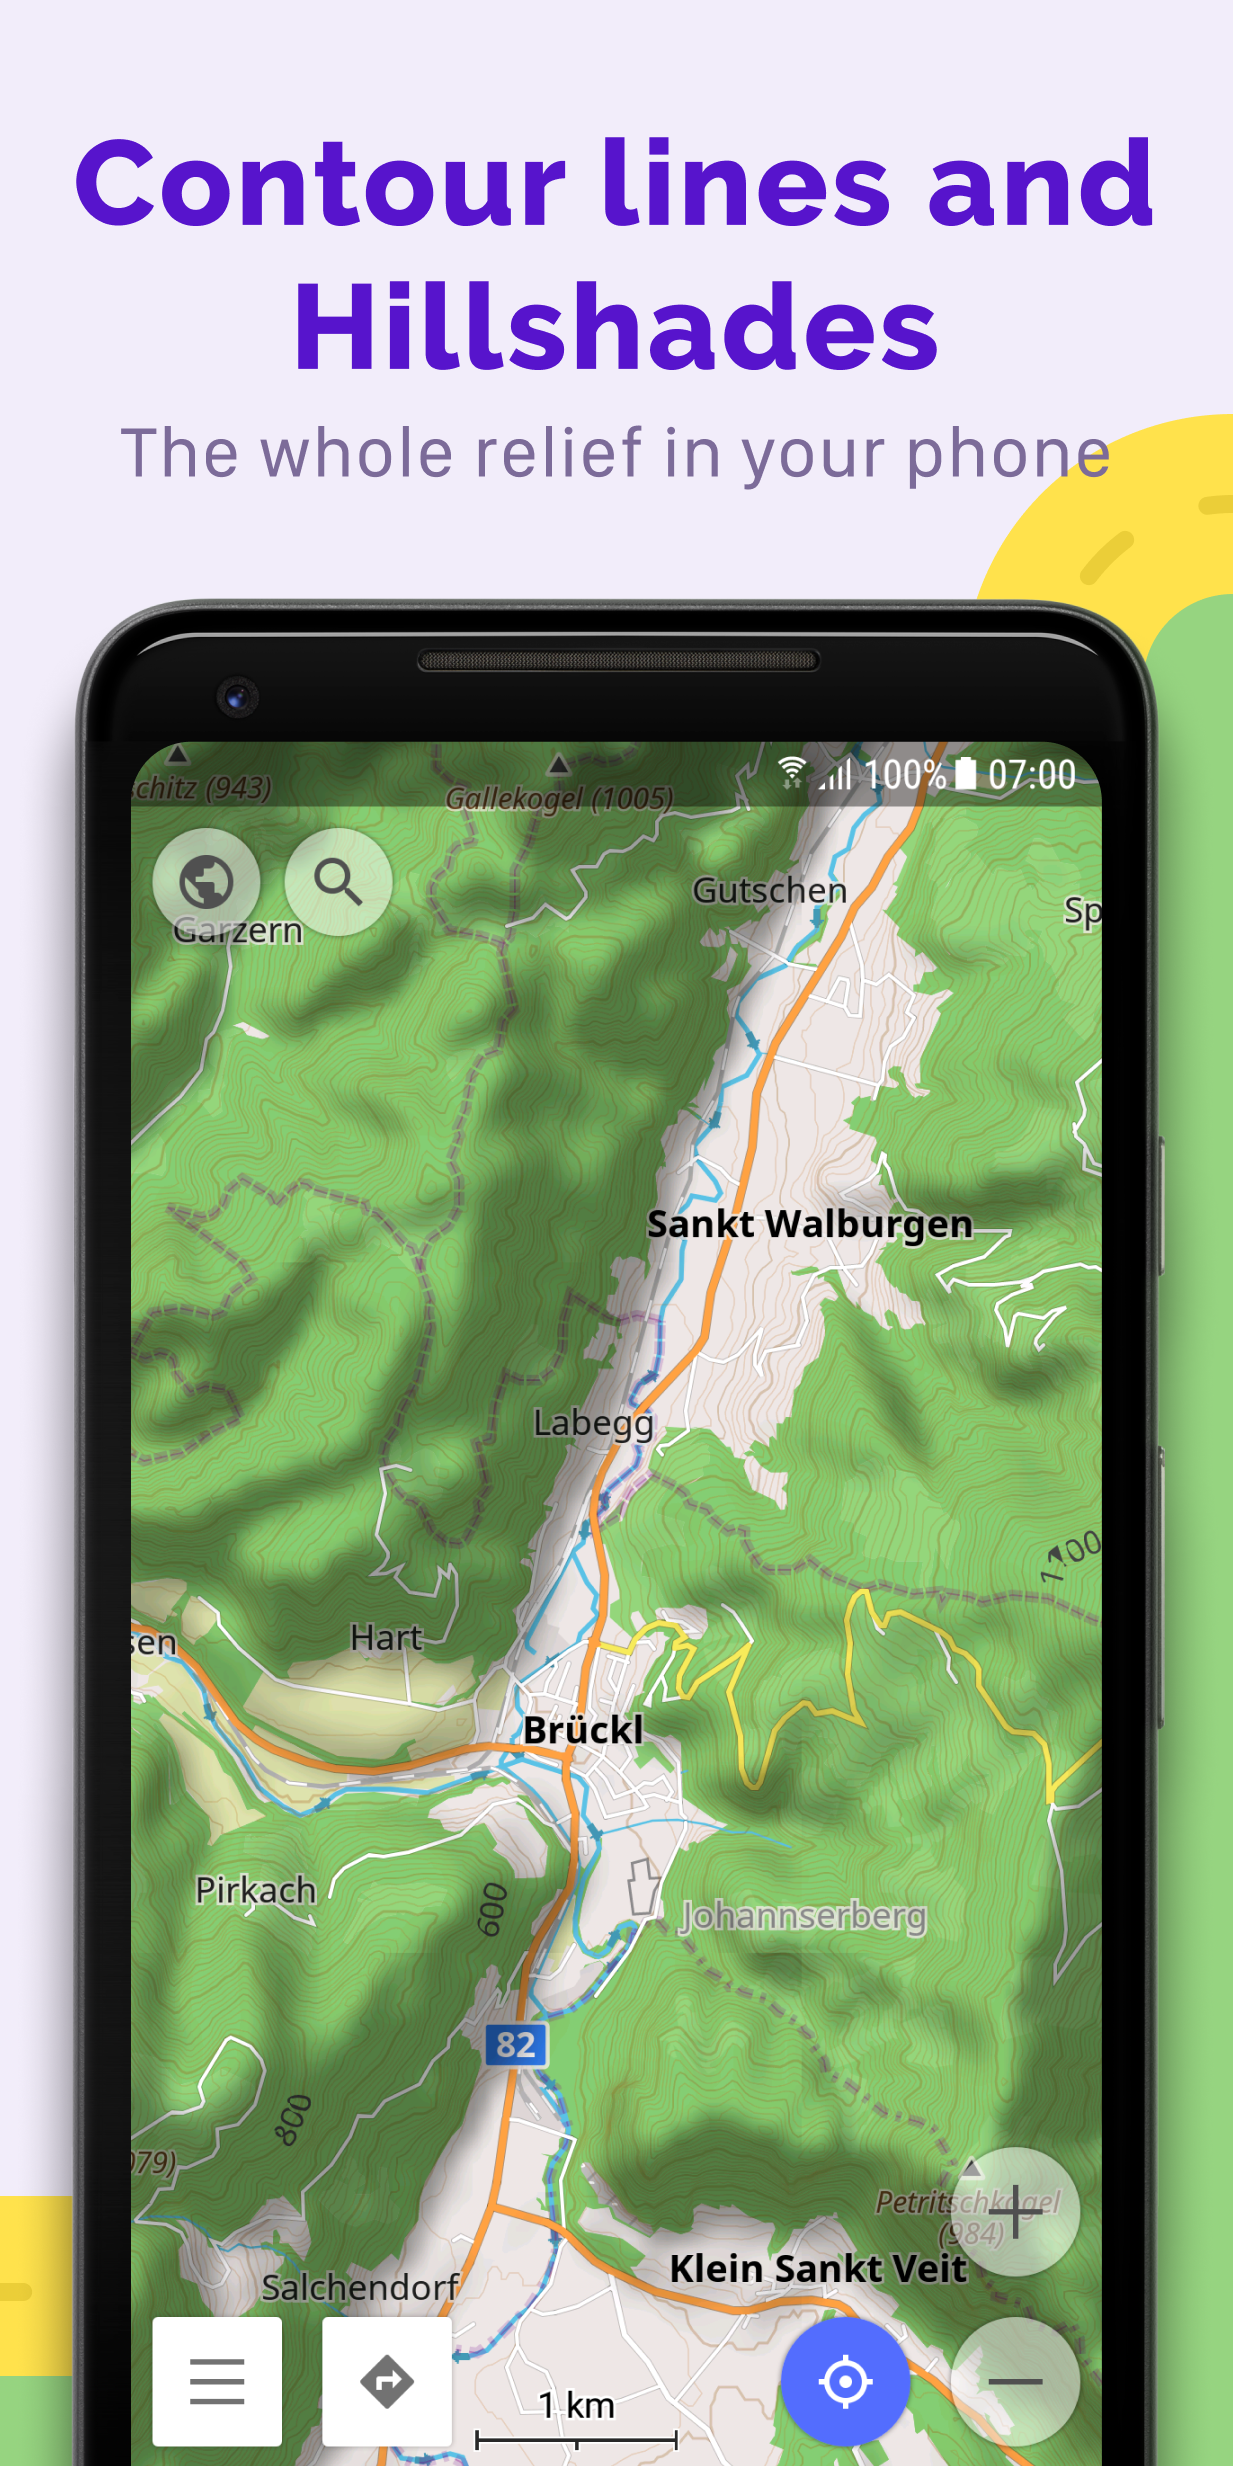 Contour lines and
Hillshades
The whole relief in your phone
100% 07:00
chitz (943)
Gallekogel (1005)
Gutschen
Sp
Garzern
Sankt Walburgen
Labegg
1100
Hart
sen
Brückl
Pirkach
600
Johannserberg
82
800
079)
Petritschkogel
(984)
Klein Sankt Veit
Salchendorf
1 km